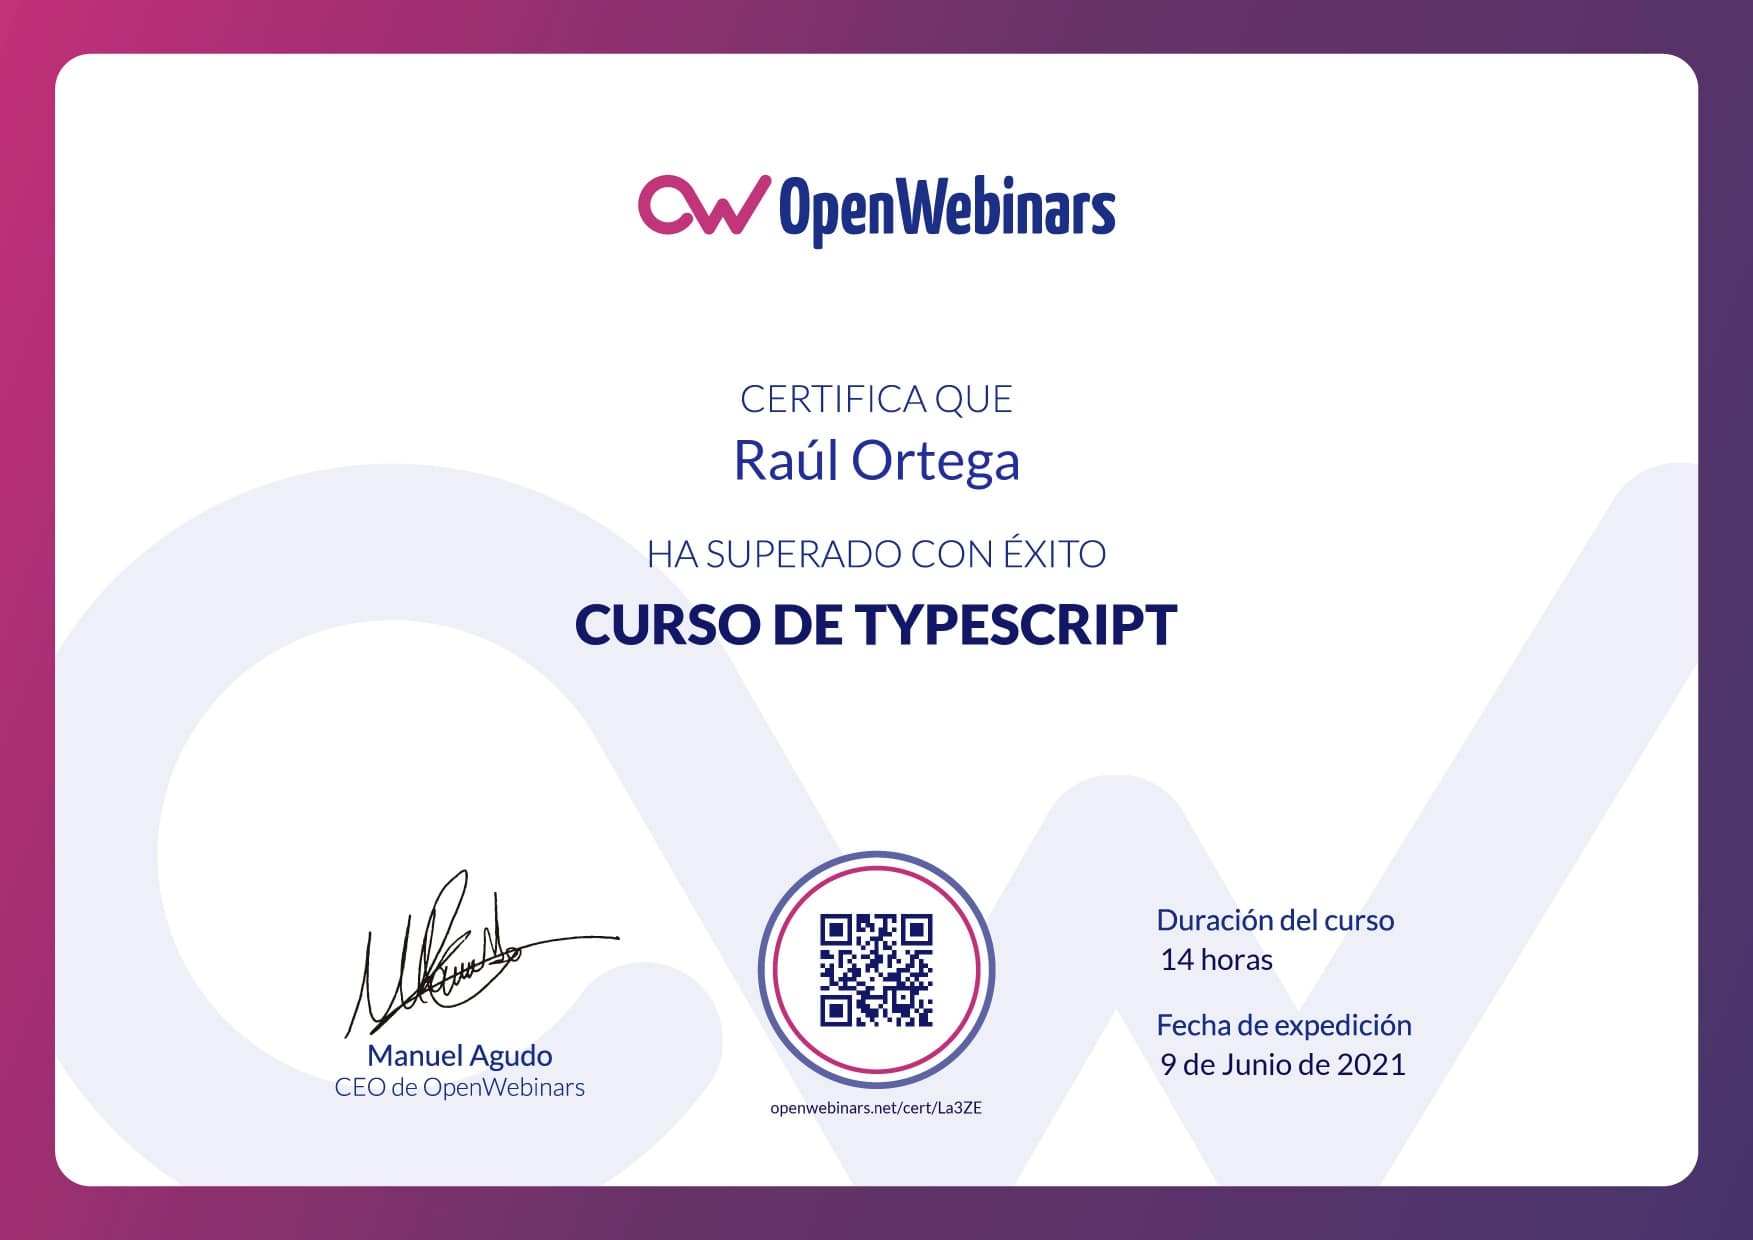 OpenWebinars
CERTIFICA QUE
Raúl Ortega
HA SUPERADO CON ÉXITO
CURSO DE TYPESCRIPT
Manuel Agudo
CEO de OpenWebinars
openwebinars.net/cert/La3ZE
Duración del curso
14 horas
Fecha de expedición
9 de Junio de 2021